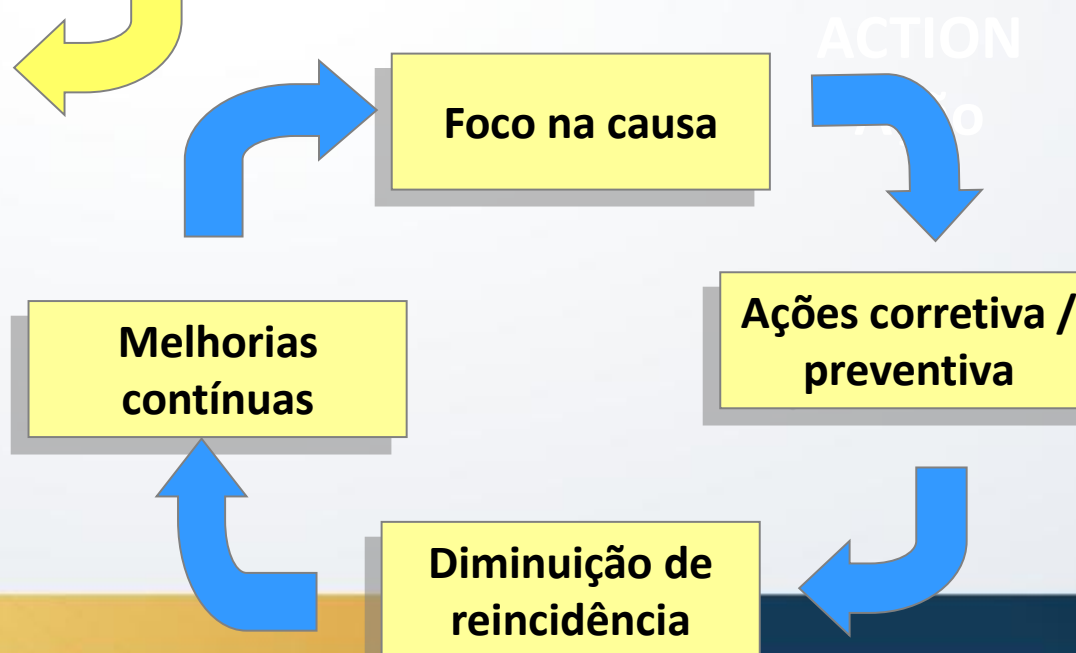 ACTION
Foco na causa
Ações corretiva /
preventiva
Melhorias
contínuas
Diminuição de
reincidência